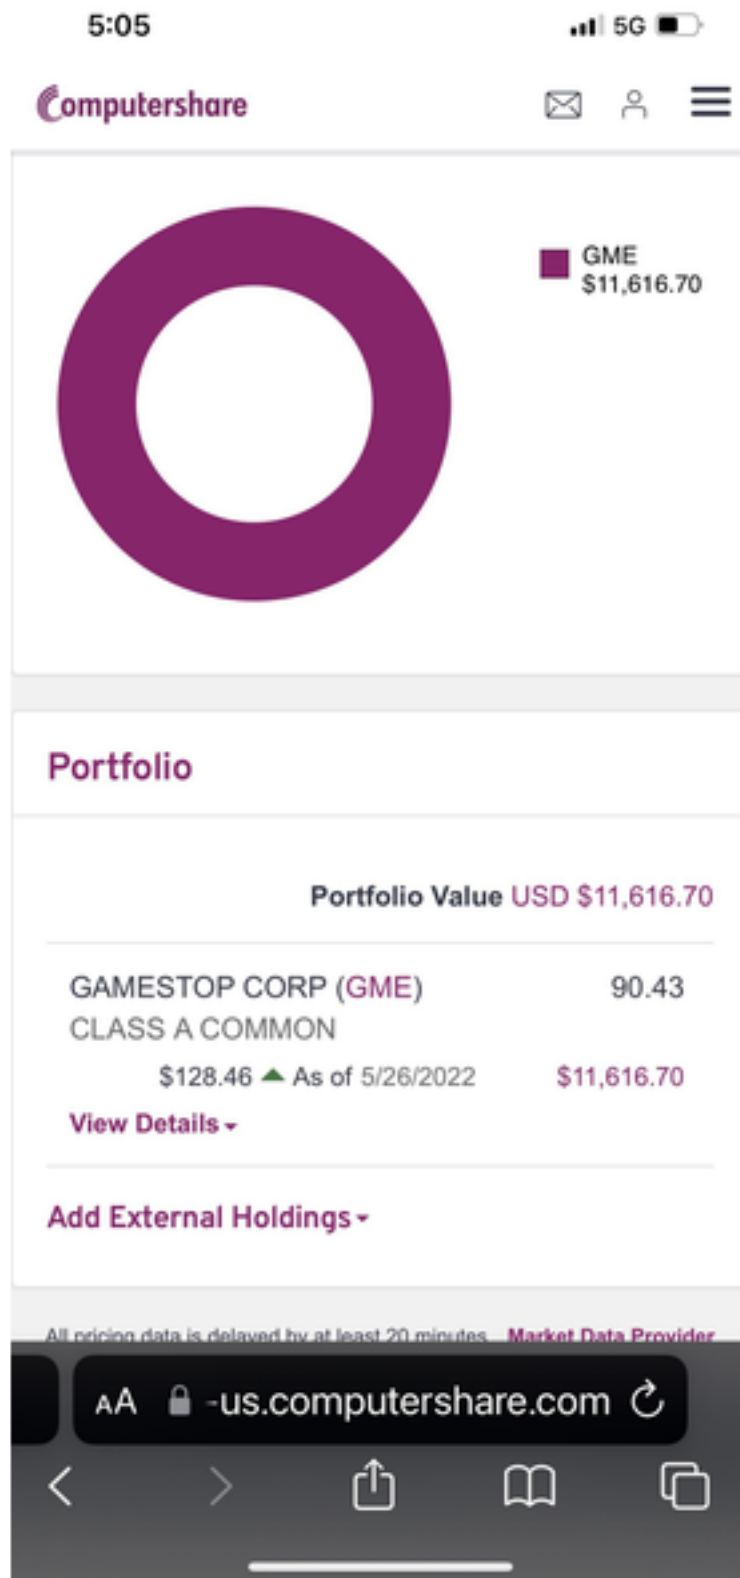 5:05 5G
Computershare
GME
$11,616.70
Portfolio
Portfolio Value USD $11,616.70
GAMESTOP CORP (GME) 90.43
CLASS A COMMON
$128.46 As of 5/26/2022 $11,616.70
View Details
Add External Holdings
All pricing data is delayed by at least 20 minutes Market Data Provider
AA -us.computershare.com